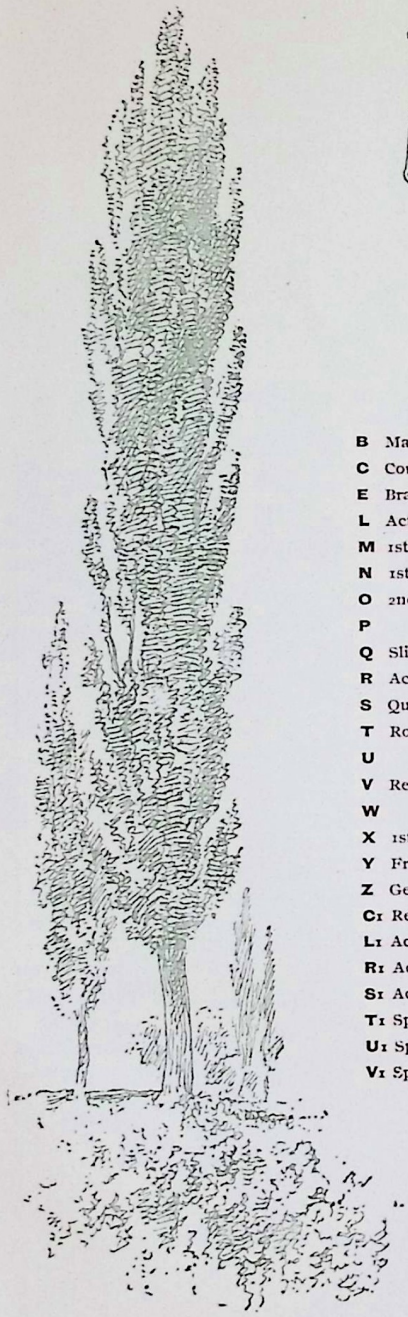 B Ma
C Con
E Bra
L Ac
M 1st
N 1st
O 2nd
P
Q Sli
R Ac
S Qu
T Ro
U
V Re
W
X 1st
Y Fr
Z Ge
C1 Re
L1 Ac
R1 Ac
S1 Ac
T1 Sp
U1 Sp
V1 Sp